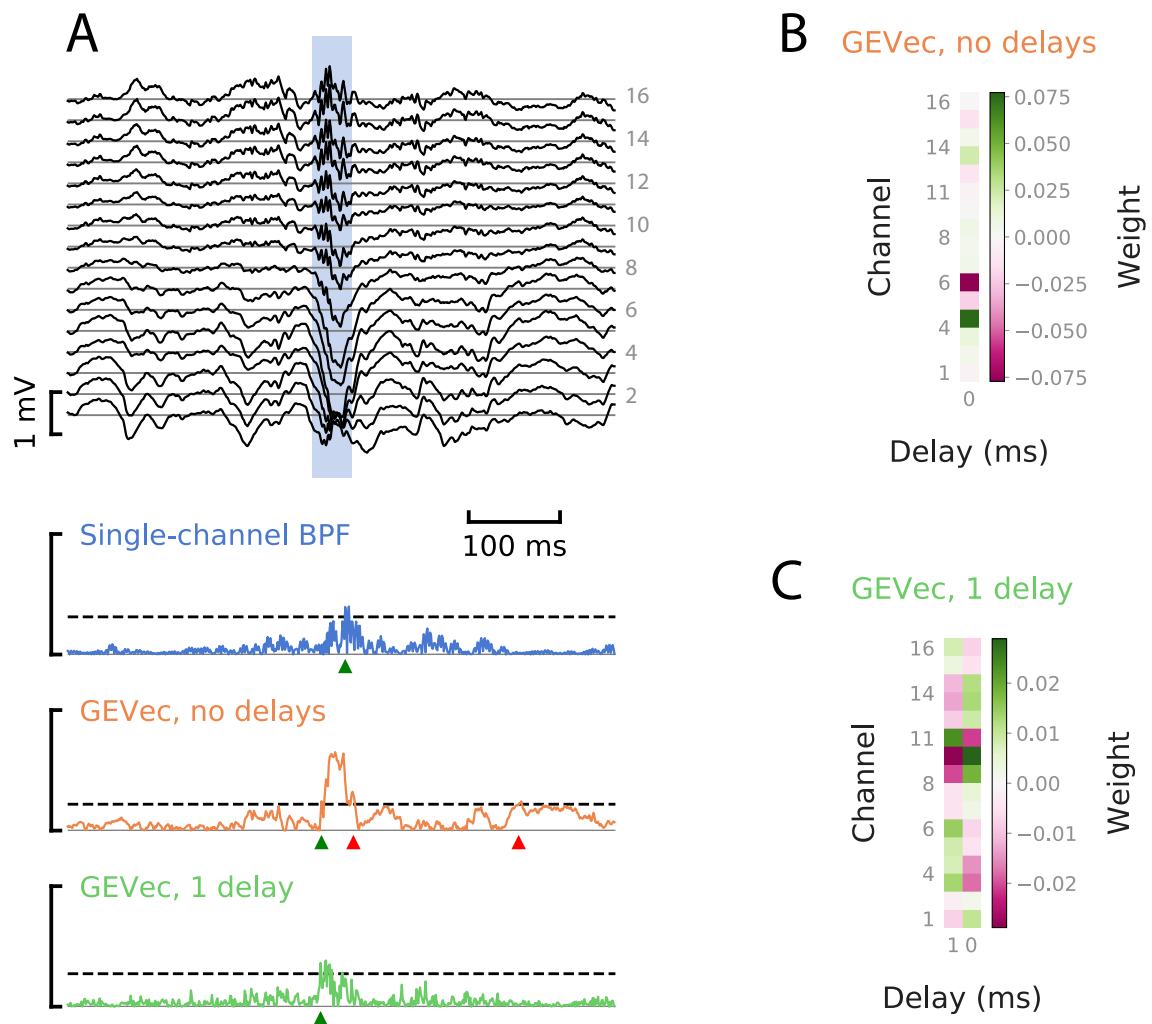 A
16
14
12
10
8
6
4
2
1 mV
Single-channel BPF
100 ms
GEVec, no delays
GEVec, 1 delay
B
GEVec, no delays
Channel
16
14
11
8
6
4
1
0
0.075
0.050
0.025
0.000
−0.025
−0.050
−0.075
Weight
Delay (ms)
C
GEVec, 1 delay
Channel
16
14
11
8
6
4
1
1 0
0.02
0.01
0.00
−0.01
−0.02
Weight
Delay (ms)